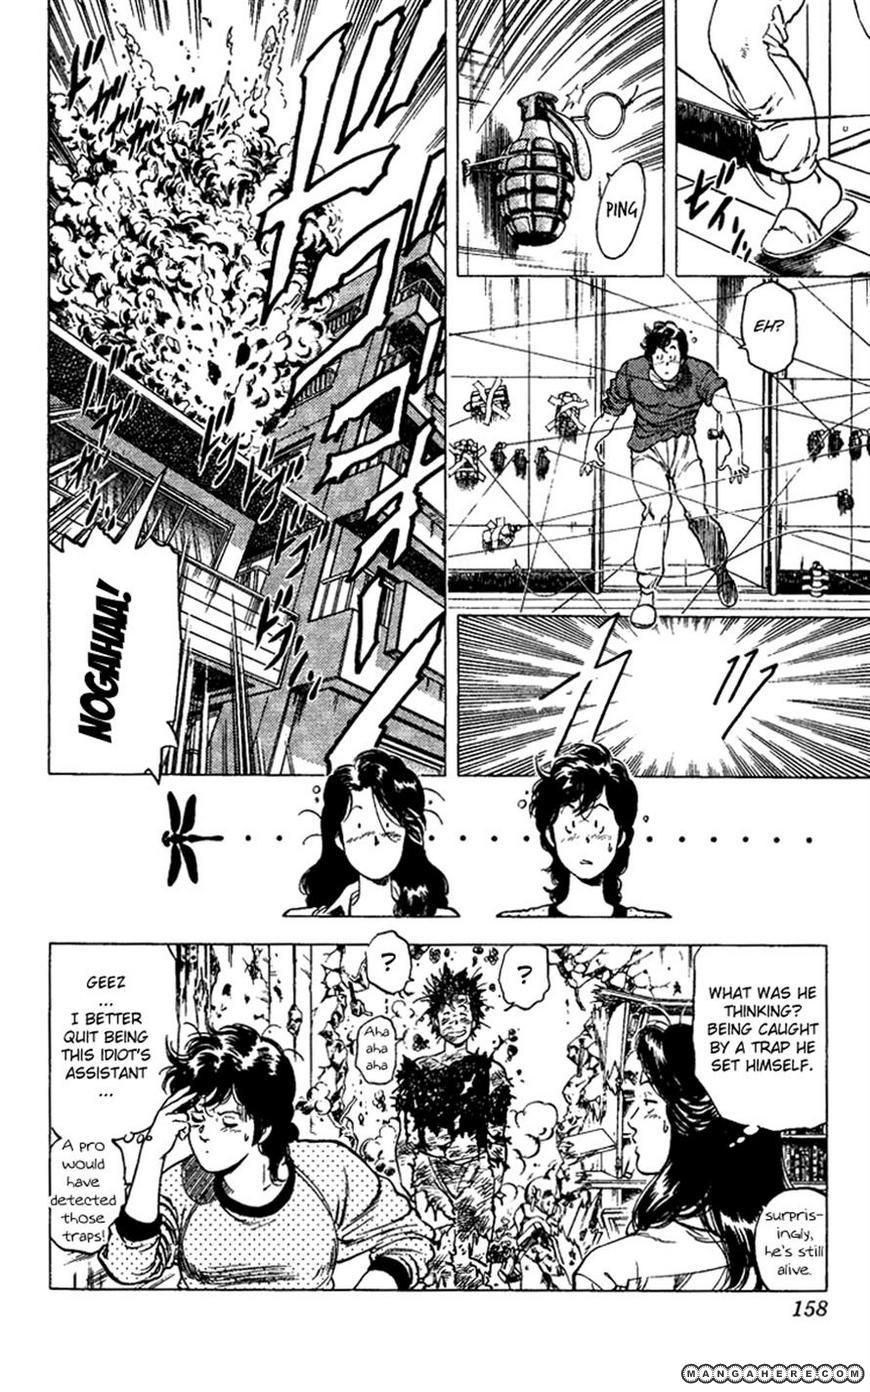 PING
EH?
NOGAHAA!
WHAT WAS HE
THINKING?
BEING CAUGHT
BY A TRAP HE
SET HIMSELF.
surpris-
ingly,
he's still
alive.
?
?
Aha
aha
aha
GEEZ
...
I BETTER
QUIT BEING
THIS IDIOT'S
ASSISTANT
...
A pro
would
have
detected
those
traps!
158
MANGAHERE.COM